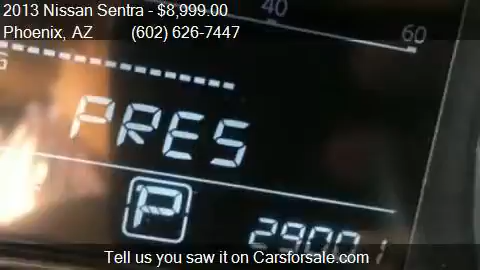 2013 Nissan Sentra - $8,999.00
Phoenix, AZ (602) 626-7447
40
60
PRES
P
29001
Tell us you saw it on Carsforsale.com